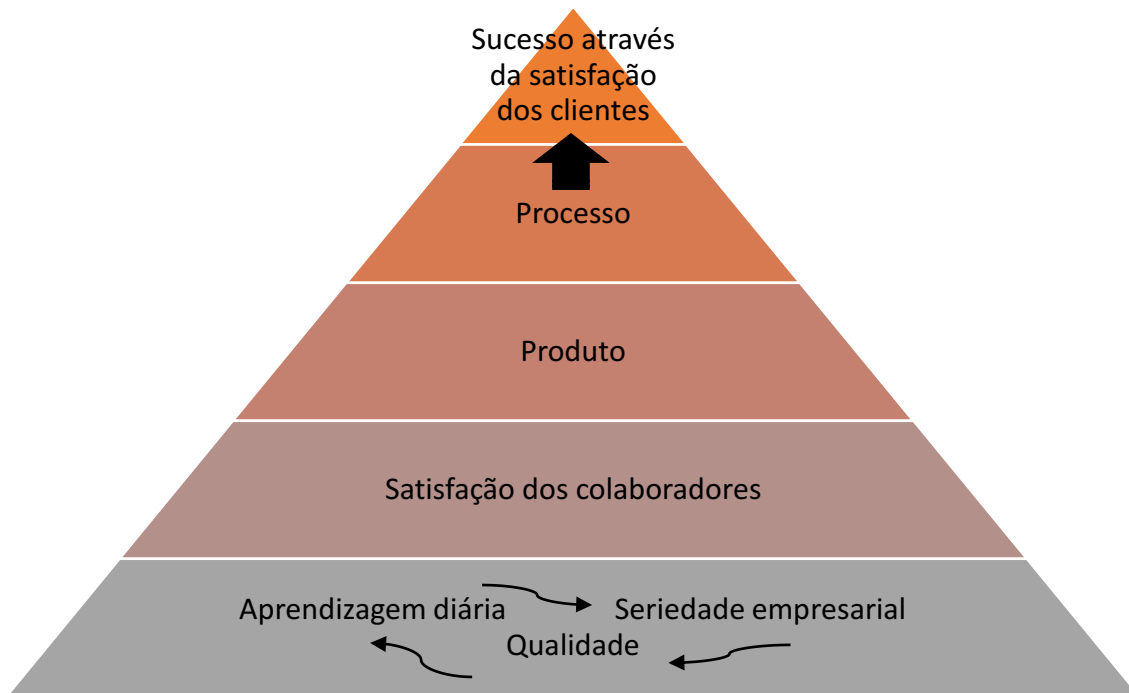 Sucesso através
da satisfação
dos clientes
Processo
Produto
Satisfação dos colaboradores
Aprendizagem diária
Seriedade empresarial
Qualidade